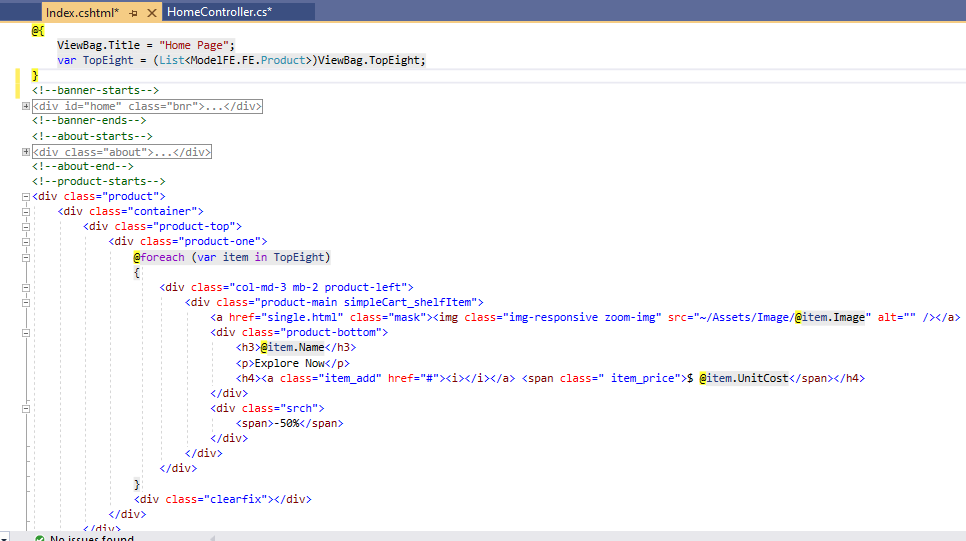 Index.cshtml* HomeController.cs*
@{
ViewBag.Title = "Home Page";
var TopEight = (List<ModelFE.FE.Product>)ViewBag.TopEight;
}
<!--banner-starts-->
<div id="home" class="bnr">...</div>
<!--banner-ends-->
<!--about-starts-->
<div class="about">...</div>
<!--about-end-->
<!--product-starts-->
<div class="product">
<div class="container">
<div class="product-top">
<div class="product-one">
@foreach (var item in TopEight)
{
<div class="col-md-3 mb-2 product-left">
<div class="product-main simpleCart_shelfItem">
<a href="single.html" class="mask"><img class="img-responsive zoom-img" src="~/Assets/Image/@item.Image" alt="" /></a>
<div class="product-bottom">
<h3>@item.Name</h3>
<p>Explore Now</p>
<h4><a class="item_add" href="#"><i></i></a> <span class=" item_price">$ @item.UnitCost</span></h4>
</div>
<div class="srch">
<span>-50%</span>
</div>
</div>
</div>
}
<div class="clearfix"></div>
</div>
</div>
No issues found